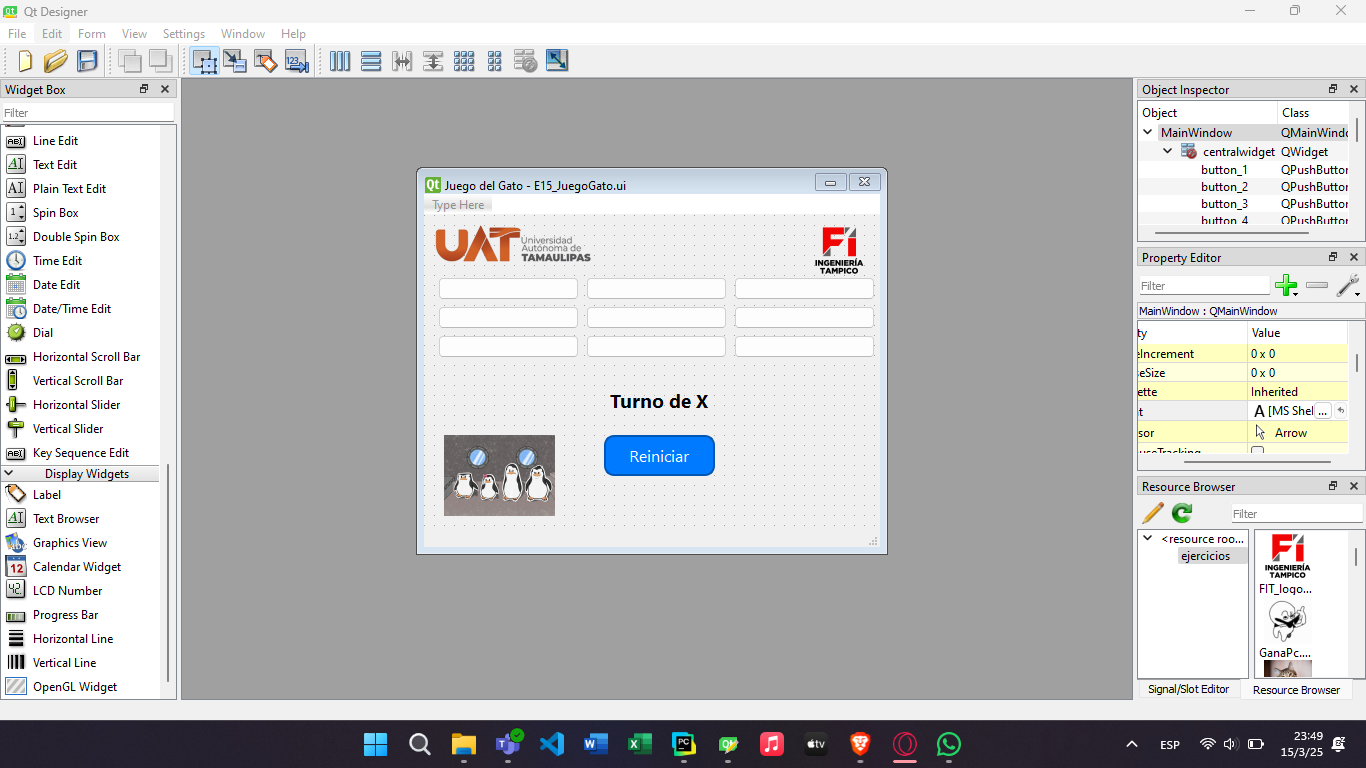 Qt Designer
File Edit Form View Settings Window Help
Widget Box
Filter
Line Edit
Text Edit
Plain Text Edit
Spin Box
Double Spin Box
Time Edit
Date Edit
Date/Time Edit
Dial
Horizontal Scroll Bar
Vertical Scroll Bar
Horizontal Slider
Vertical Slider
Key Sequence Edit
Display Widgets
Label
Text Browser
Graphics View
Calendar Widget
LCD Number
Progress Bar
Horizontal Line
Vertical Line
OpenGL Widget
Juego del Gato - E15_JuegoGato.ui
Type Here
UAT
Universidad
Autónoma de
TAMAULIPAS
Fi
INGENIERÍA
TAMPICO
Turno de X
Reiniciar
Object Inspector
Object Class
MainWindow QMainWindo
centralwidget QWidget
button_1 QPushButton
button_2 QPushButton
button_3 QPushButton
button_4 QPushButton
Property Editor
Filter
MainWindow : QMainWindow
ty Value
eIncrement 0 x 0
eSize 0 x 0
ette Inherited
t A [MS Shel ...
sor Arrow
useTracking
Resource Browser
Filter
<resource roo...
ejercicios
Fi
INGENIERÍA
TAMPICO
FIT_logo...
GanaPc....
Signal/Slot Editor Resource Browser
ESP
23:49
15/3/25